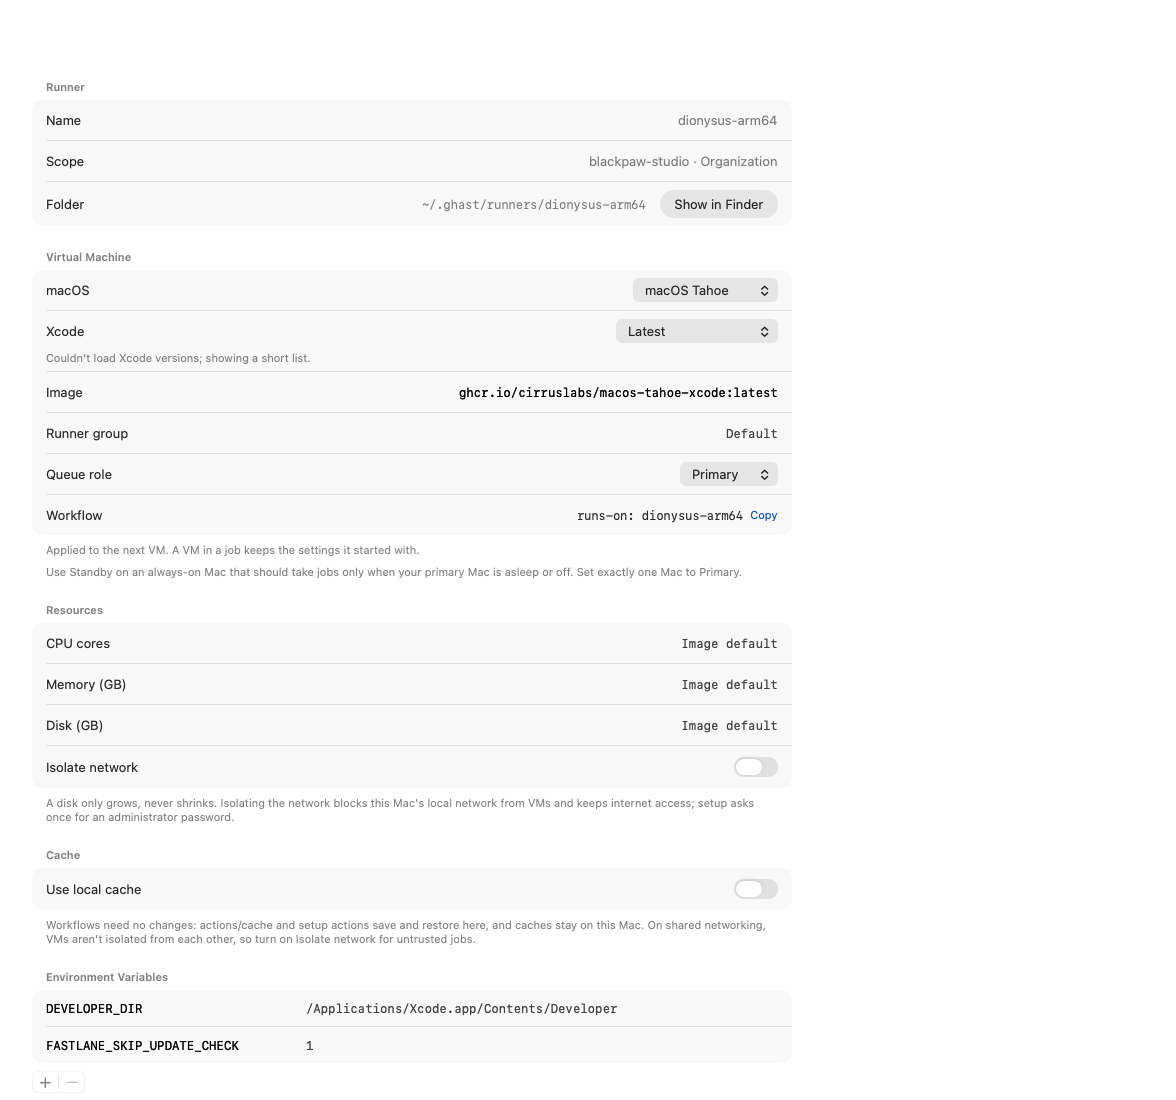 Runner
Name dionysus-arm64
Scope blackpaw-studio · Organization
Folder ~/.ghast/runners/dionysus-arm64 Show in Finder
Virtual Machine
macOS macOS Tahoe
Xcode Latest
Couldn't load Xcode versions; showing a short list.
Image ghcr.io/cirruslabs/macos-tahoe-xcode:latest
Runner group Default
Queue role Primary
Workflow runs-on: dionysus-arm64 Copy
Applied to the next VM. A VM in a job keeps the settings it started with.
Use Standby on an always-on Mac that should take jobs only when your primary Mac is asleep or off. Set exactly one Mac to Primary.
Resources
CPU cores Image default
Memory (GB) Image default
Disk (GB) Image default
Isolate network
A disk only grows, never shrinks. Isolating the network blocks this Mac's local network from VMs and keeps internet access; setup asks
once for an administrator password.
Cache
Use local cache
Workflows need no changes: actions/cache and setup actions save and restore here, and caches stay on this Mac. On shared networking,
VMs aren't isolated from each other, so turn on Isolate network for untrusted jobs.
Environment Variables
DEVELOPER_DIR /Applications/Xcode.app/Contents/Developer
FASTLANE_SKIP_UPDATE_CHECK 1